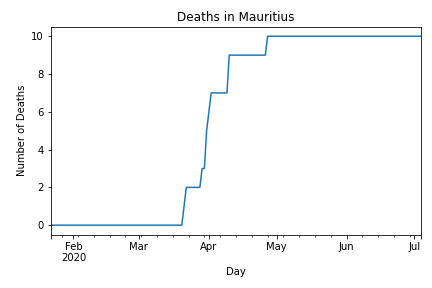 Deaths in Mauritius
Number of Deaths
10
8
6
4
2
0
Feb
2020
Mar
Apr
May
Jun
Jul
Day